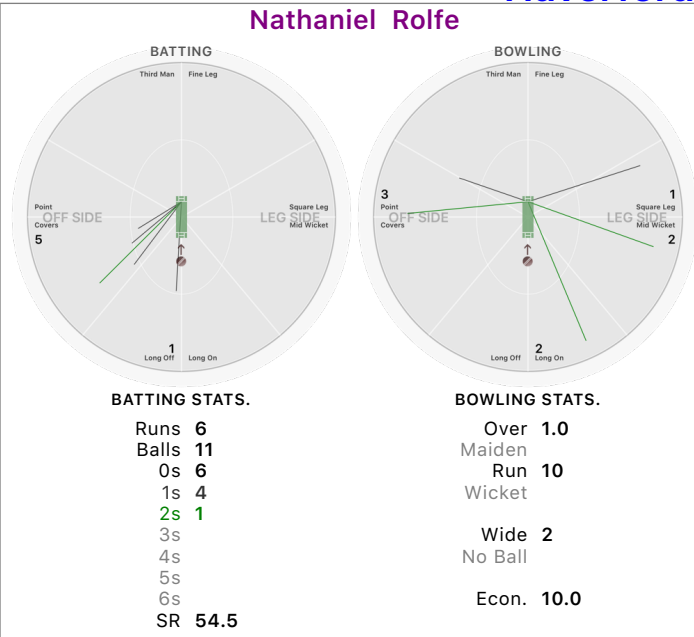 Nathaniel Rolfe
BATTING
Third Man Fine Leg
Point
OFF SIDE
Covers
5
Square Leg
LEG SIDE
Mid Wicket
1
Long Off Long On
BATTING STATS.
Runs 6
Balls 11
0s 6
1s 4
2s 1
3s
4s
5s
6s
SR 54.5
BOWLING
Third Man Fine Leg
3
Point
OFF SIDE
Covers
1
Square Leg
LEG SIDE
Mid Wicket
2
2
Long Off Long On
BOWLING STATS.
Over 1.0
Maiden
Run 10
Wicket
Wide 2
No Ball
Econ. 10.0